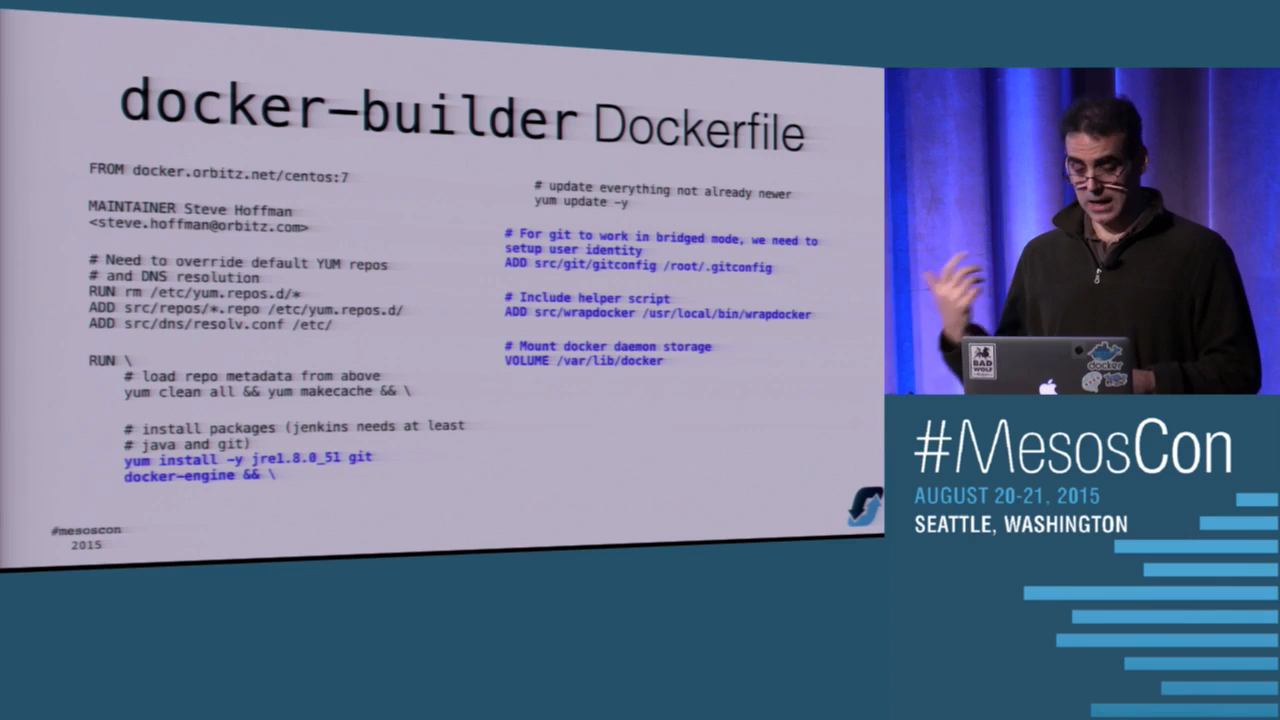 docker-builder Dockerfile
FROM docker.orbitz.net/centos:7
MAINTAINER Steve Hoffman
<steve.hoffman@orbitz.com>
# Need to override default YUM repos
# and DNS resolution
RUN rm /etc/yum.repos.d/*
ADD src/repos/*.repo /etc/yum.repos.d/
ADD src/dns/resolv.conf /etc/
RUN \
# load repo metadata from above
yum clean all && yum makecache && \
# install packages (jenkins needs at least
# java and git)
yum install -y jre1.8.0_51 git
docker-engine && \
# update everything not already newer
yum update -y
# For git to work in bridged mode, we need to
setup user identity
ADD src/git/gitconfig /root/.gitconfig
# Include helper script
ADD src/wrapdocker /usr/local/bin/wrapdocker
# Mount docker daemon storage
VOLUME /var/lib/docker
#mesoscon
2015
BAD
WOLF
docker
#MesosCon
AUGUST 20-21, 2015
SEATTLE, WASHINGTON